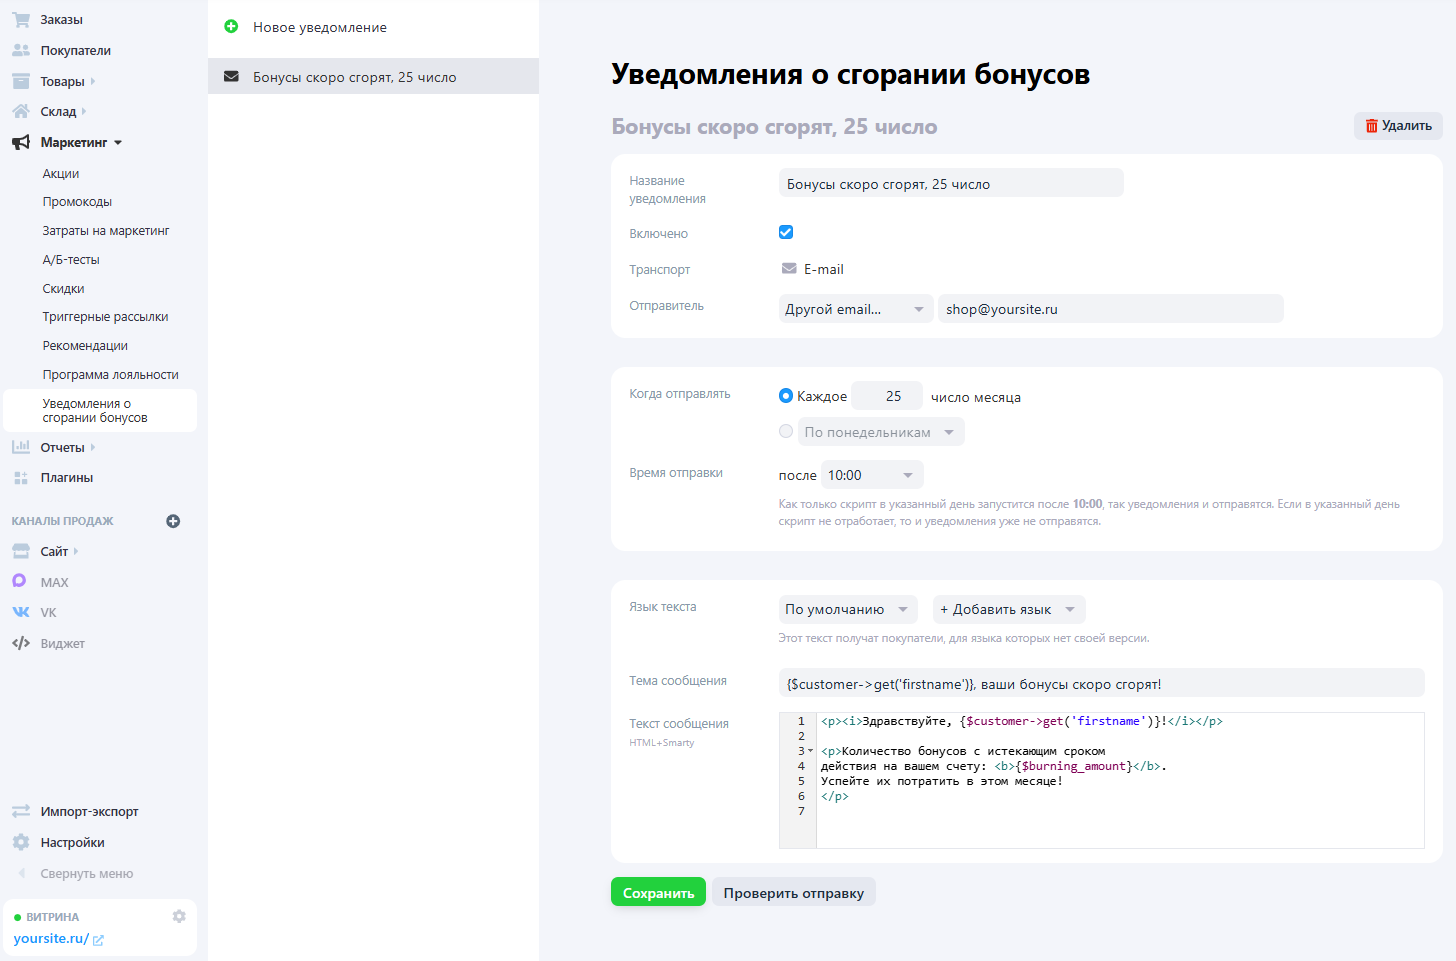 Заказы
Покупатели
Товары
Склад
Маркетинг
Акции
Промокоды
Затраты на маркетинг
А/Б-тесты
Скидки
Триггерные рассылки
Рекомендации
Программа лояльности
Уведомления о
сгорании бонусов
Отчеты
Плагины
КАНАЛЫ ПРОДАЖ
Сайт
MAX
VK
Виджет
Импорт-экспорт
Настройки
Свернуть меню
ВИТРИНА
yoursite.ru/
Новое уведомление
Бонусы скоро сгорят, 25 число
Уведомления о сгорании бонусов
Бонусы скоро сгорят, 25 число
Удалить
Название
уведомления
Бонусы скоро сгорят, 25 число
Включено
Транспорт
E-mail
Отправитель
Другой email...
shop@yoursite.ru
Когда отправлять
Каждое 25 число месяца
По понедельникам
Время отправки
после 10:00
Как только скрипт в указанный день запустится после 10:00, так уведомления и отправятся. Если в указанный день
скрипт не отработает, то и уведомления уже не отправятся.
Язык текста
По умолчанию
+ Добавить язык
Этот текст получат покупатели, для языка которых нет своей версии.
Тема сообщения
{$customer->get('firstname')}, ваши бонусы скоро сгорят!
Текст сообщения
HTML+Smarty
1 <p><i>Здравствуйте, {$customer->get('firstname')}!</i></p>
2
3 <p>Количество бонусов с истекающим сроком
4 действия на вашем счету: <b>{$burning_amount}</b>.
5 Успейте их потратить в этом месяце!
6 </p>
7
Сохранить
Проверить отправку